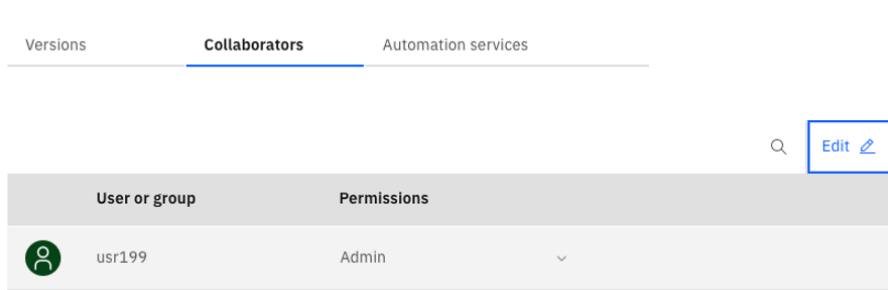 Versions Collaborators Automation services
Edit
User or group Permissions
usr199 Admin